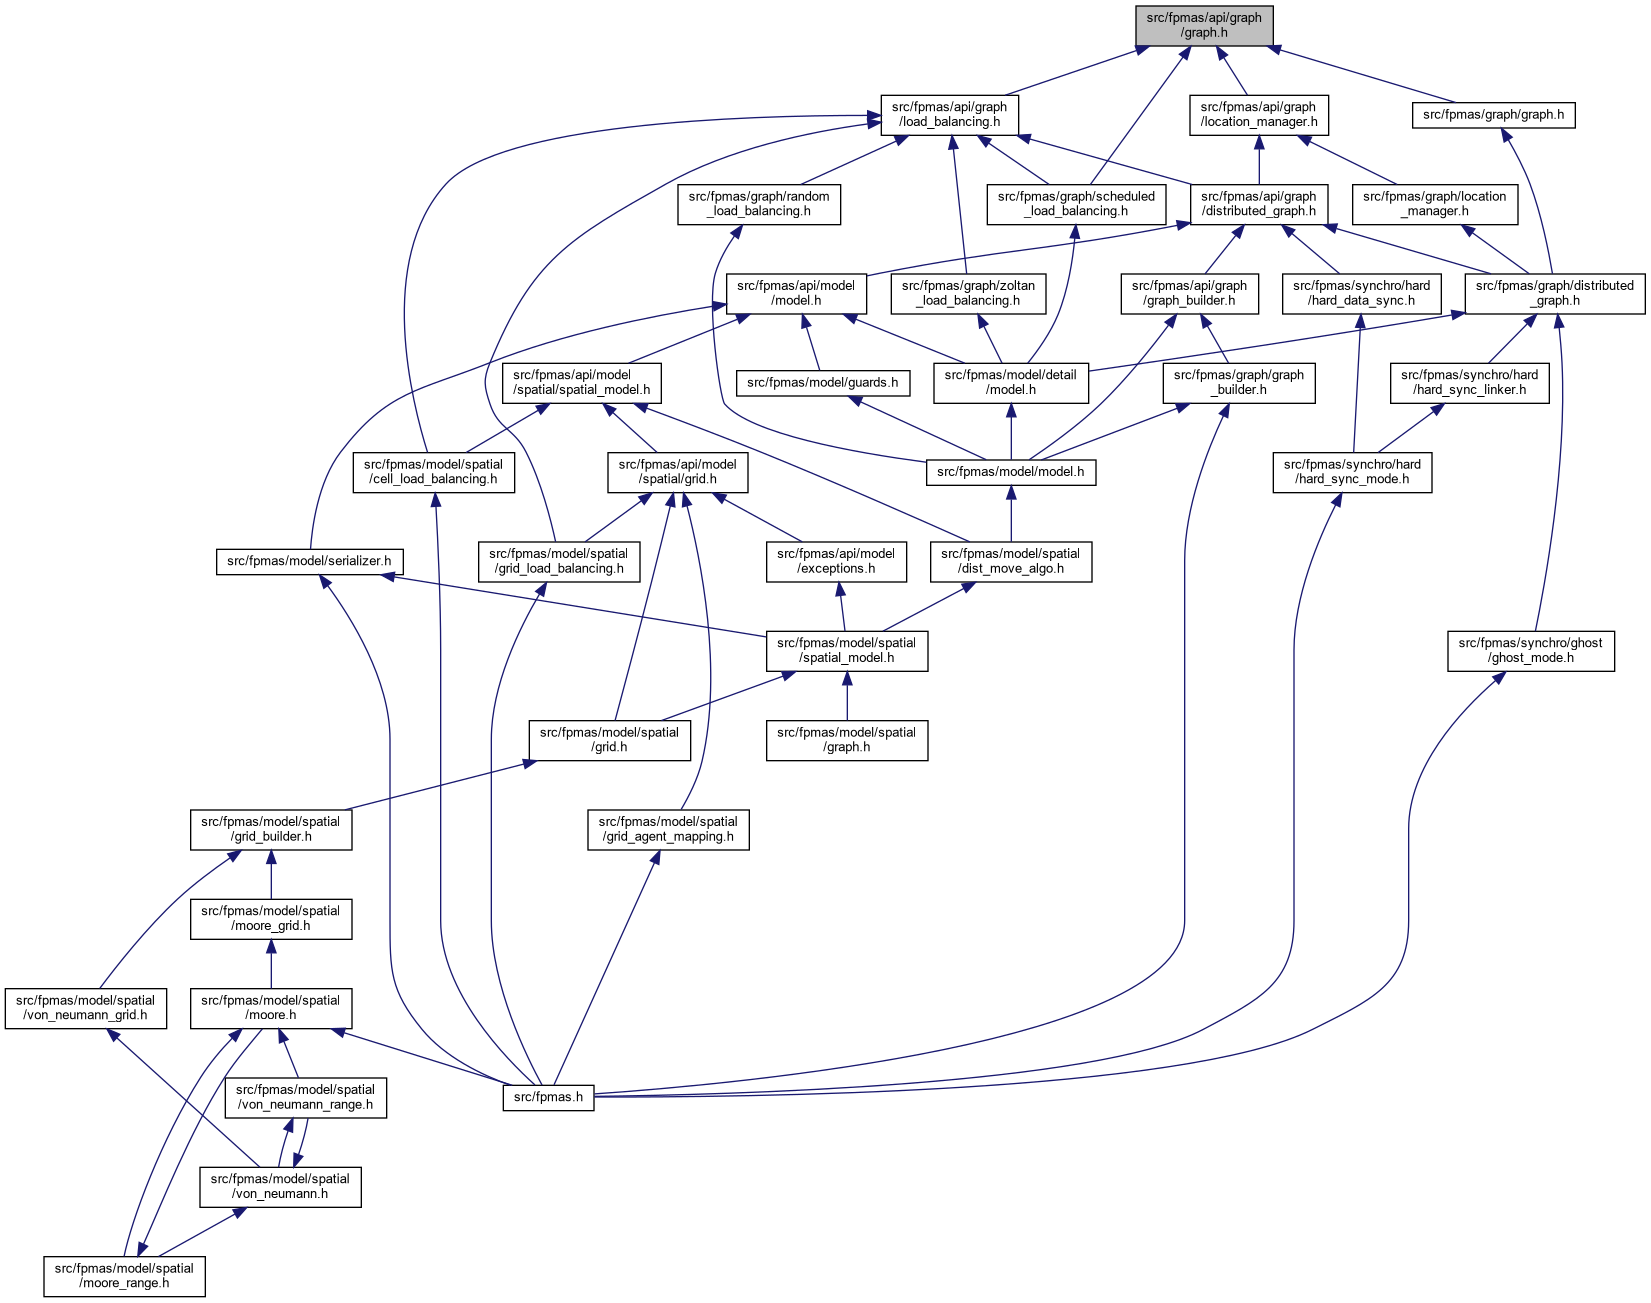 src/fpmas/api/graph
/graph.h
src/fpmas/api/graph
/load_balancing.h
src/fpmas/api/graph
/location_manager.h
src/fpmas/graph/graph.h
src/fpmas/graph/random
_load_balancing.h
src/fpmas/graph/scheduled
_load_balancing.h
src/fpmas/api/graph
/distributed_graph.h
src/fpmas/graph/location
_manager.h
src/fpmas/api/model
/model.h
src/fpmas/graph/zoltan
_load_balancing.h
src/fpmas/api/graph
/graph_builder.h
src/fpmas/synchro/hard
/hard_data_sync.h
src/fpmas/graph/distributed
_graph.h
src/fpmas/api/model
/spatial/spatial_model.h
src/fpmas/model/guards.h
src/fpmas/model/detail
/model.h
src/fpmas/graph/graph
_builder.h
src/fpmas/synchro/hard
/hard_sync_linker.h
src/fpmas/model/spatial
/cell_load_balancing.h
src/fpmas/api/model
/spatial/grid.h
src/fpmas/model/model.h
src/fpmas/synchro/hard
/hard_sync_mode.h
src/fpmas/model/serializer.h
src/fpmas/model/spatial
/grid_load_balancing.h
src/fpmas/api/model
/exceptions.h
src/fpmas/model/spatial
/dist_move_algo.h
src/fpmas/model/spatial
/spatial_model.h
src/fpmas/synchro/ghost
/ghost_mode.h
src/fpmas/model/spatial
/grid.h
src/fpmas/model/spatial
/graph.h
src/fpmas/model/spatial
/grid_builder.h
src/fpmas/model/spatial
/grid_agent_mapping.h
src/fpmas/model/spatial
/moore_grid.h
src/fpmas/model/spatial
/von_neumann_grid.h
src/fpmas/model/spatial
/moore.h
src/fpmas/model/spatial
/von_neumann_range.h
src/fpmas.h
src/fpmas/model/spatial
/von_neumann.h
src/fpmas/model/spatial
/moore_range.h